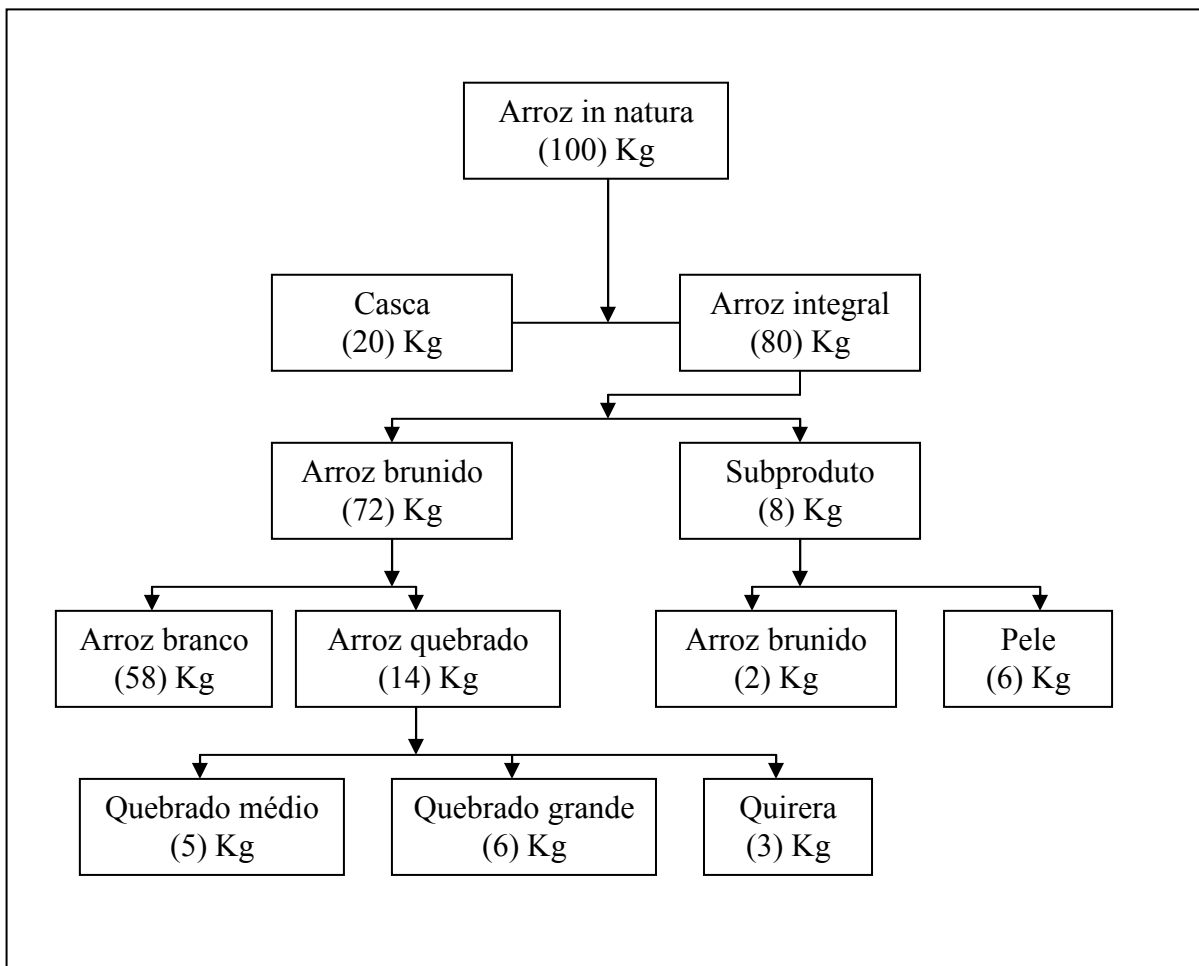 Arroz in natura
(100) Kg
Casca
(20) Kg
Arroz integral
(80) Kg
Arroz brunido
(72) Kg
Subproduto
(8) Kg
Arroz branco
(58) Kg
Arroz quebrado
(14) Kg
Arroz brunido
(2) Kg
Pele
(6) Kg
Quebrado médio
(5) Kg
Quebrado grande
(6) Kg
Quirera
(3) Kg